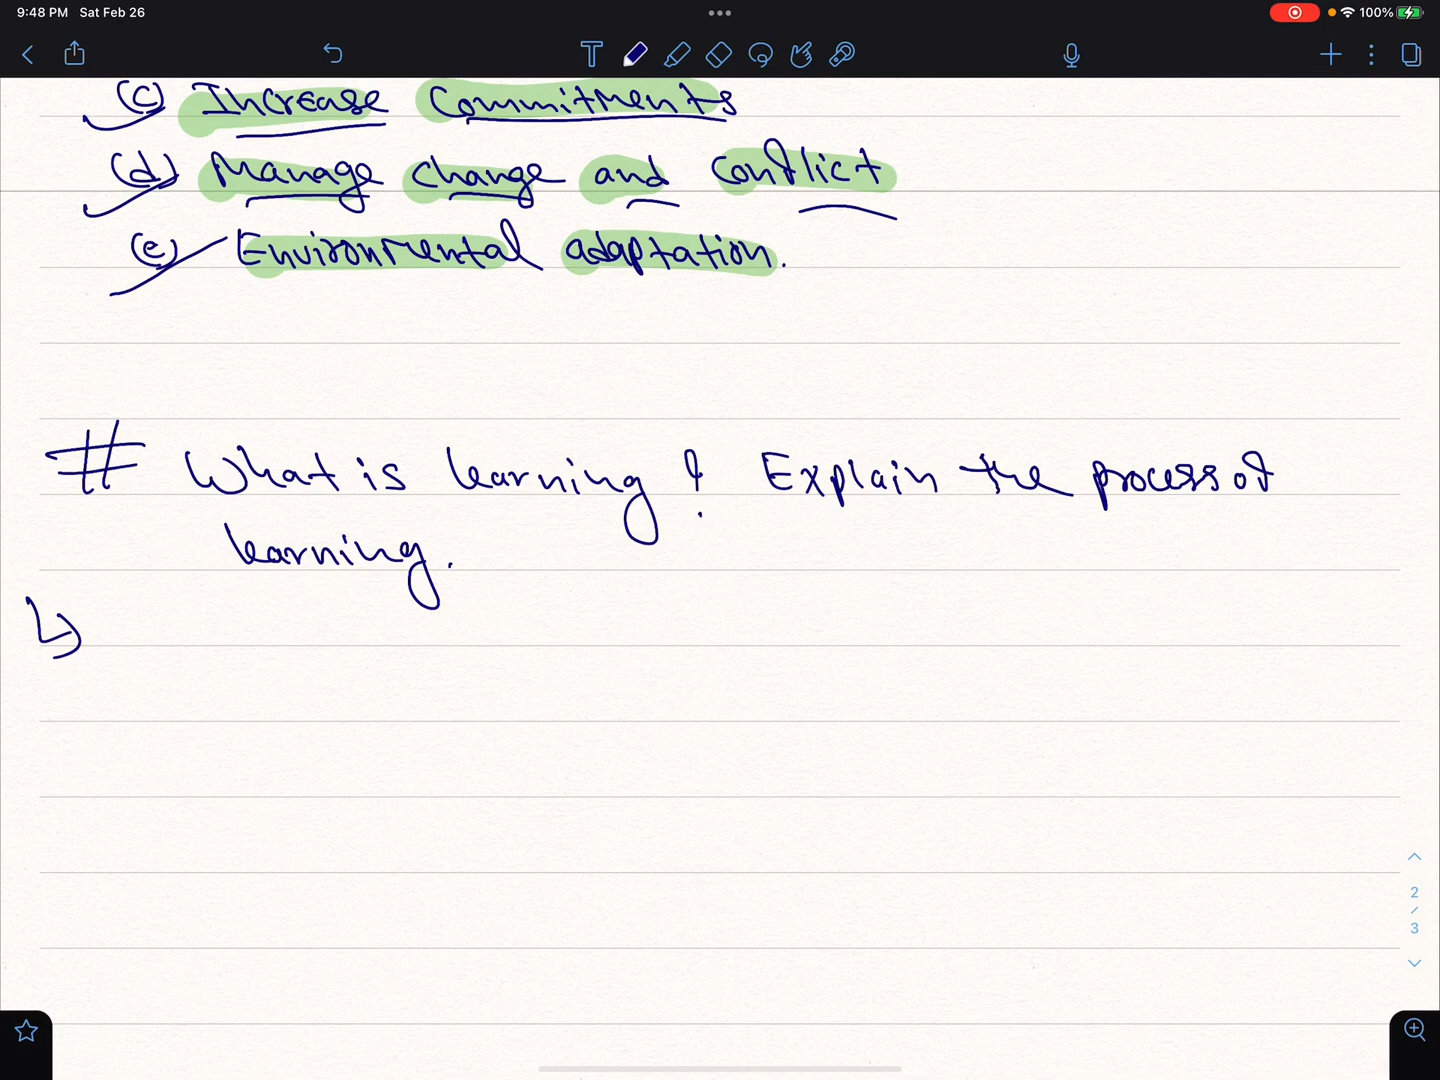 9:48 PM Sat Feb 26
100%
(c) Increase Commitments
(d) Manage change and conflict
(e) Environmental adaptation.
# What is learning? Explain the process of
learning.
2
/
3